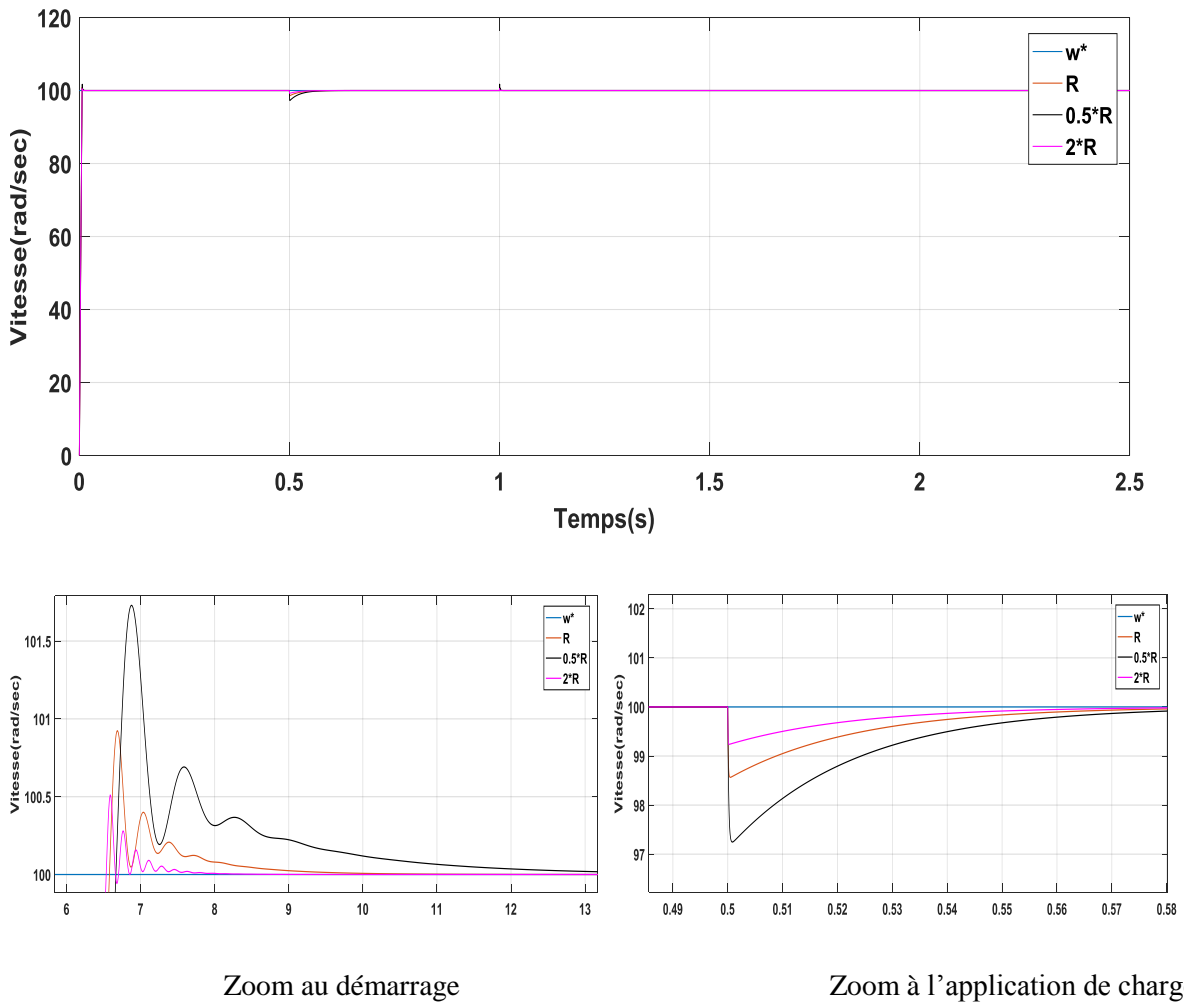 120
100
80
60
40
20
0
Vitesse(rad/sec)
0 0.5 1 1.5 2 2.5
Temps(s)
w*
R
0.5*R
2*R
101.5
101
100.5
100
Vitesse(rad/sec)
6 7 8 9 10 11 12 13
w*
R
0.5*R
2*R
102
101
100
99
98
97
Vitesse(rad/sec)
0.49 0.5 0.51 0.52 0.53 0.54 0.55 0.56 0.57 0.58
w*
R
0.5*R
2*R
Zoom au démarrage
Zoom à l’application de charg